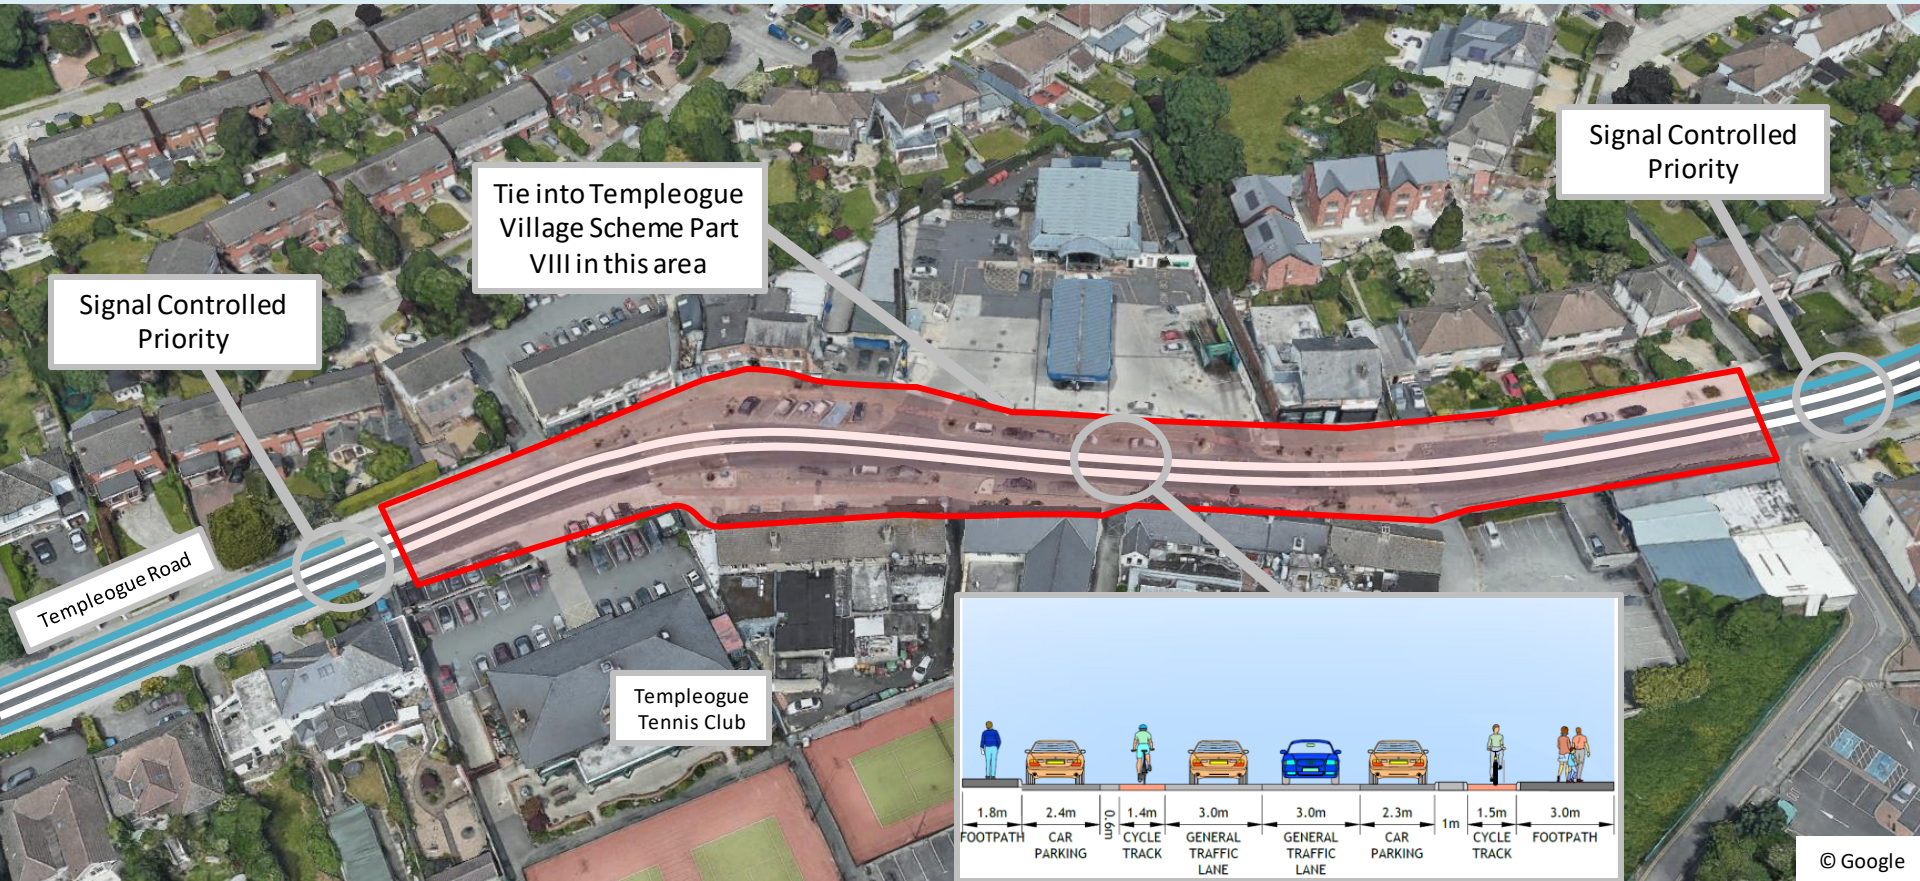 Signal Controlled
Priority
Tie into Templeogue
Village Scheme Part
VIII in this area
Signal Controlled
Priority
Templeogue Road
Templeogue
Tennis Club
1.8m
2.4m
0.6m
1.4m
3.0m
3.0m
2.3m
1m
1.5m
3.0m
FOOTPATH
CAR
PARKING
CYCLE
TRACK
GENERAL
TRAFFIC
LANE
GENERAL
TRAFFIC
LANE
CAR
PARKING
CYCLE
TRACK
FOOTPATH
© Google